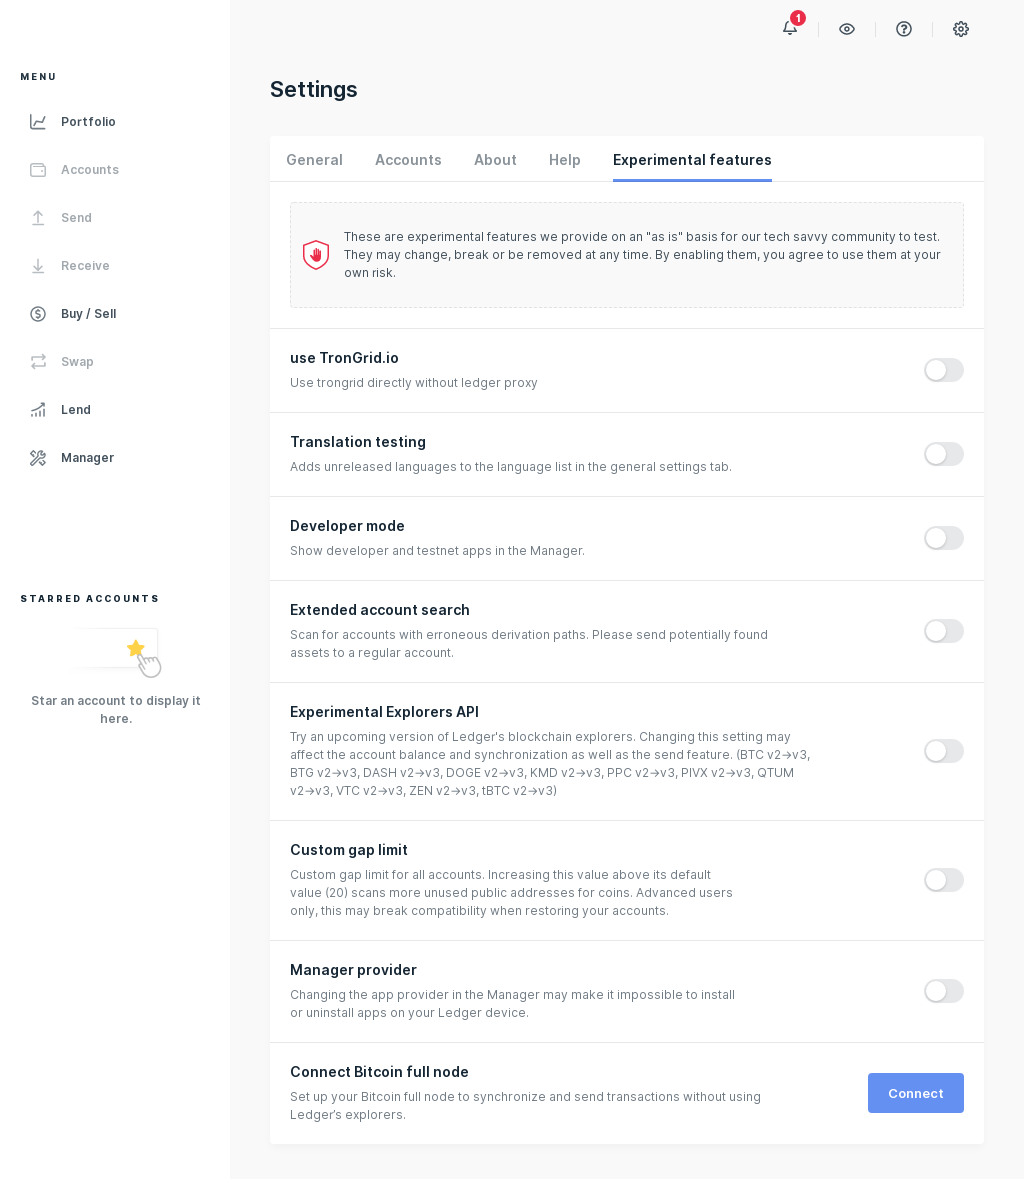 1
MENU
Portfolio
Accounts
Send
Receive
Buy / Sell
Swap
Lend
Manager
STARRED ACCOUNTS
Star an account to display it
here.
Settings
General Accounts About Help Experimental features
These are experimental features we provide on an "as is" basis for our tech savvy community to test.
They may change, break or be removed at any time. By enabling them, you agree to use them at your
own risk.
use TronGrid.io
Use trongrid directly without ledger proxy
Translation testing
Adds unreleased languages to the language list in the general settings tab.
Developer mode
Show developer and testnet apps in the Manager.
Extended account search
Scan for accounts with erroneous derivation paths. Please send potentially found
assets to a regular account.
Experimental Explorers API
Try an upcoming version of Ledger's blockchain explorers. Changing this setting may
affect the account balance and synchronization as well as the send feature. (BTC v2→v3,
BTG v2→v3, DASH v2→v3, DOGE v2→v3, KMD v2→v3, PPC v2→v3, PIVX v2→v3, QTUM
v2→v3, VTC v2→v3, ZEN v2→v3, tBTC v2→v3)
Custom gap limit
Custom gap limit for all accounts. Increasing this value above its default
value (20) scans more unused public addresses for coins. Advanced users
only, this may break compatibility when restoring your accounts.
Manager provider
Changing the app provider in the Manager may make it impossible to install
or uninstall apps on your Ledger device.
Connect Bitcoin full node
Set up your Bitcoin full node to synchronize and send transactions without using
Ledger's explorers.
Connect